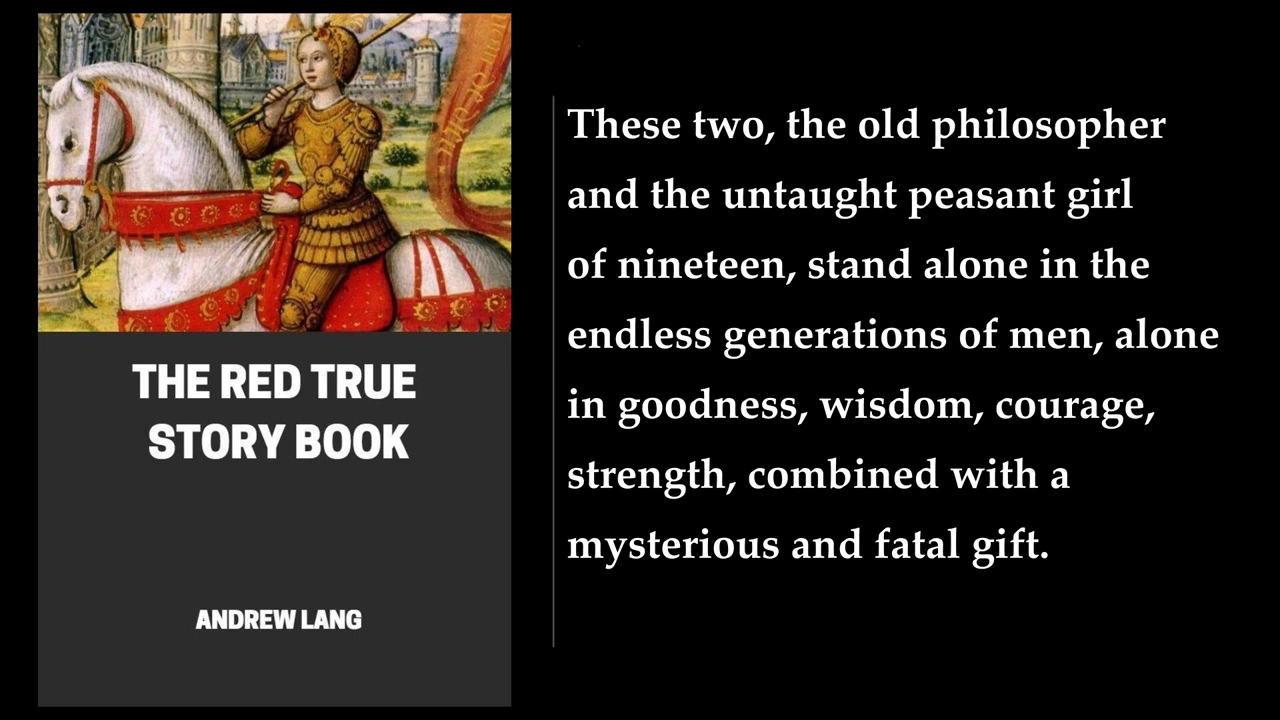 THE RED TRUE
STORY BOOK
ANDREW LANG
These two, the old philosopher
and the untaught peasant girl
of nineteen, stand alone in the
endless generations of men, alone
in goodness, wisdom, courage,
strength, combined with a
mysterious and fatal gift.